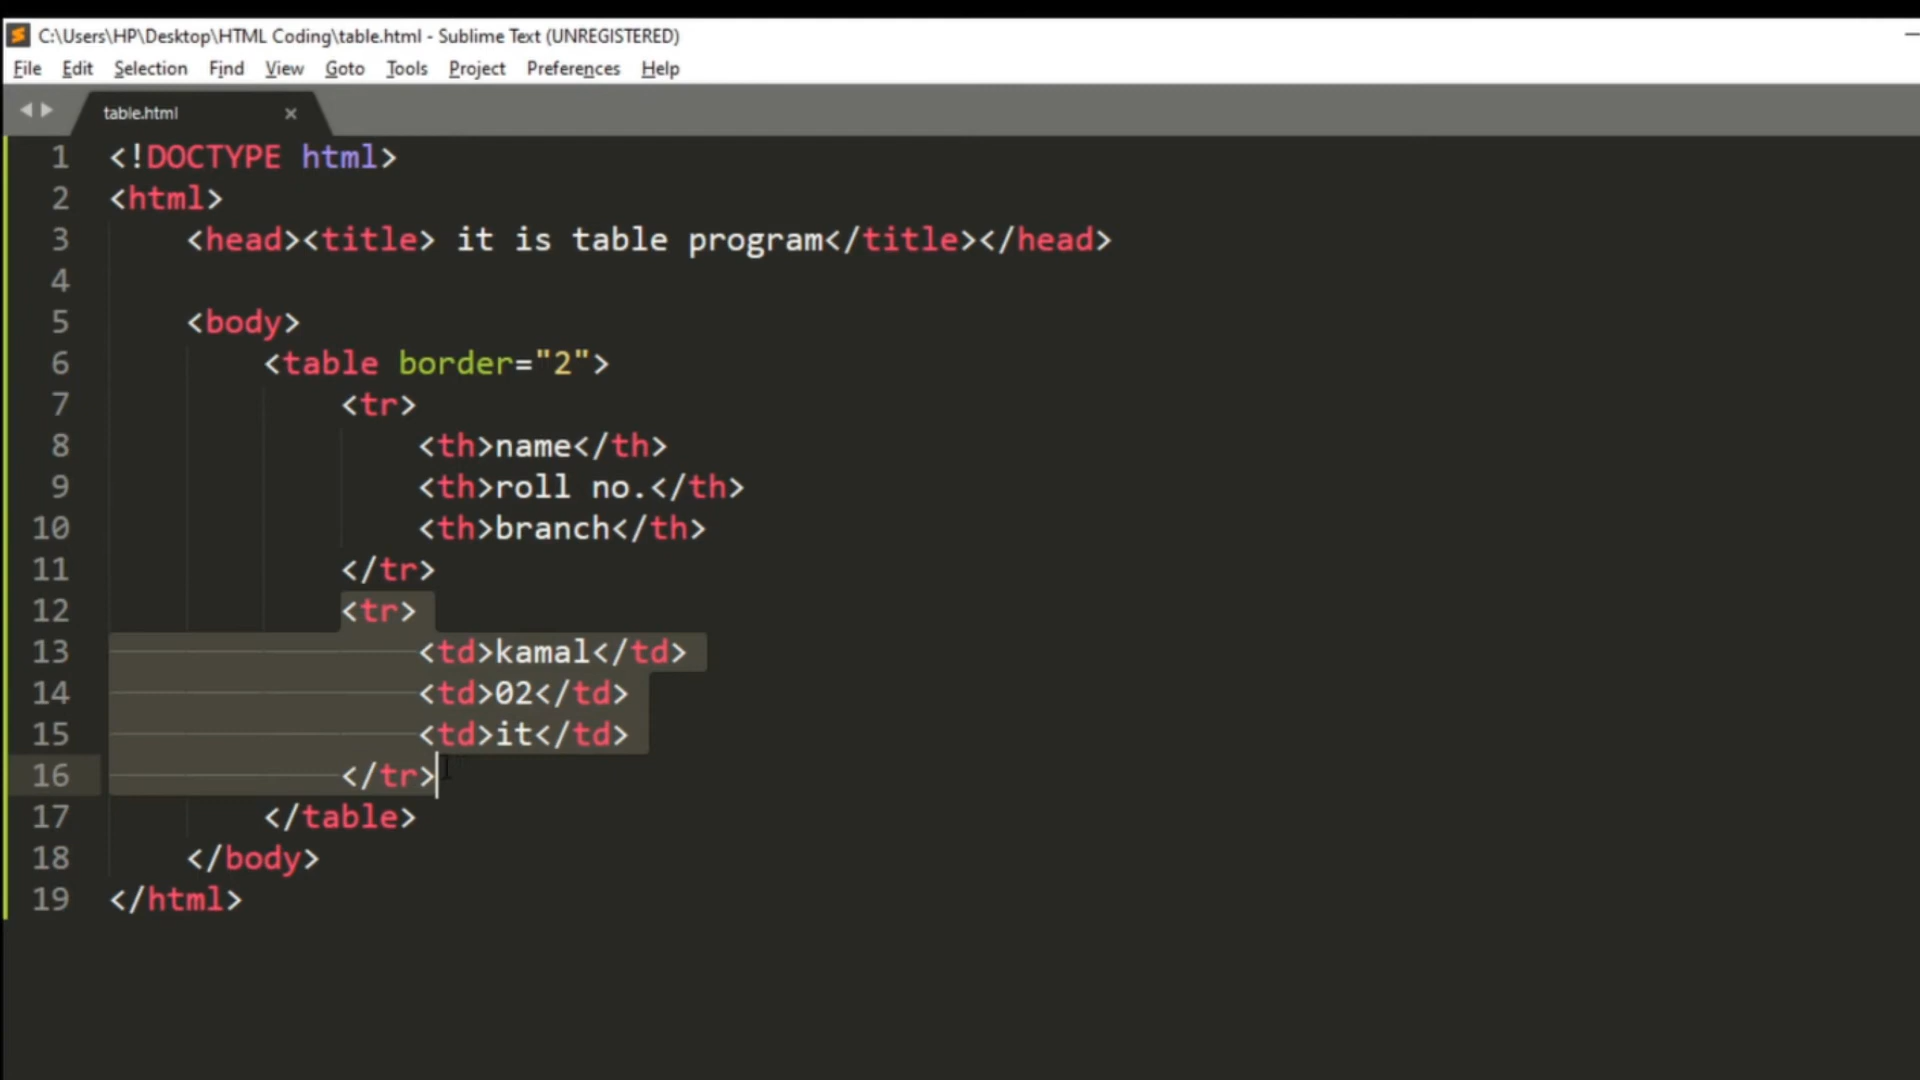 C:\Users\HP\Desktop\HTML Coding\table.html - Sublime Text (UNREGISTERED)
File Edit Selection Find View Goto Tools Project Preferences Help
table.html
1 <!DOCTYPE html>
2 <html>
3 <head><title> it is table program</title></head>
4
5 <body>
6 <table border="2">
7 <tr>
8 <th>name</th>
9 <th>roll no.</th>
10 <th>branch</th>
11 </tr>
12 <tr>
13 <td>kamal</td>
14 <td>02</td>
15 <td>it</td>
16 </tr>
17 </table>
18 </body>
19 </html>